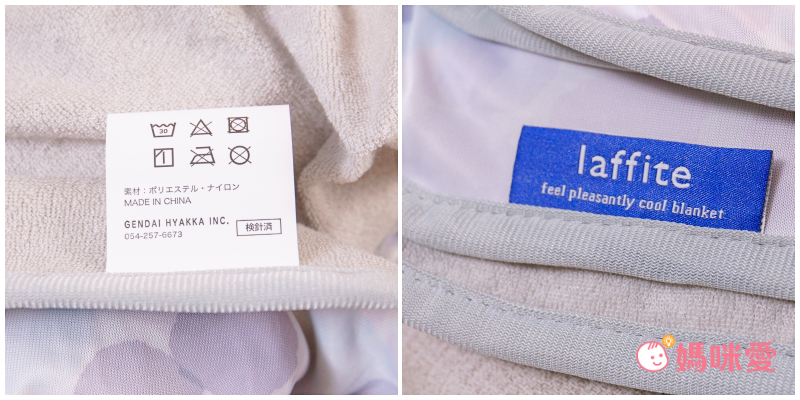 30
素材：ポリエステル・ナイロン
MADE IN CHINA
GENDAI HYAKKA INC.
054-257-6673
検針済
laffite
feel pleasantly cool blanket
媽咪愛